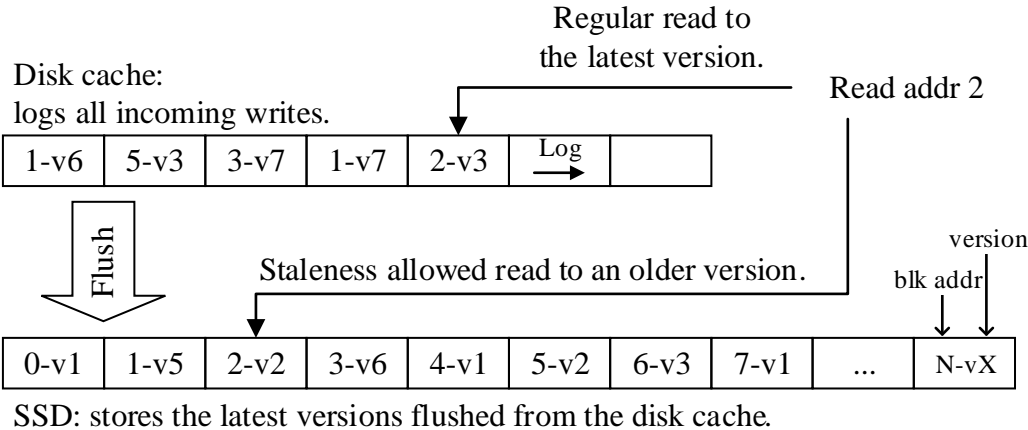 Regular read to
the latest version.
Disk cache:
logs all incoming writes.
Read addr 2
1-v6 5-v3 3-v7 1-v7 2-v3 Log
Flush
version
Staleness allowed read to an older version.
blk addr
0-v1 1-v5 2-v2 3-v6 4-v1 5-v2 6-v3 7-v1 ... N-vX
SSD: stores the latest versions flushed from the disk cache.